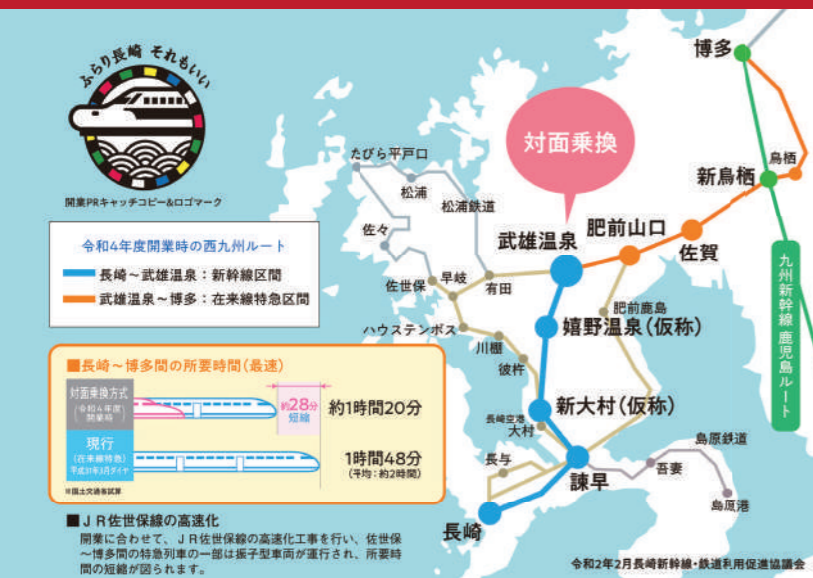 ふらり長崎 それもいい
開業PRキャッチコピー&ロゴマーク
令和4年度開業時の西九州ルート
長崎~武雄温泉:新幹線区間
武雄温泉~博多:在来線特急区間
対面乗換
博多
鳥栖
新鳥栖
佐賀
肥前山口
武雄温泉
たびら平戸口
松浦
松浦鉄道
佐々
佐世保
早岐
有田
肥前鹿島
ハウステンボス
川棚
彼杵
嬉野温泉(仮称)
新大村(仮称)
長崎空港
大村
長与
諫早
長崎
島原鉄道
吾妻
島原港
九州新幹線 鹿児島ルート
■長崎~博多間の所要時間(最速)
対面乗換方式
(令和4年度
開業時)
約28分
短縮
約1時間20分
現行
(在来線特急)
平成31年3月ダイヤ
1時間48分
(平均:約2時間)
※国土交通省試算
■JR佐世保線の高速化
開業に合わせて、JR佐世保線の高速化工事を行い、佐世保
~博多間の特急列車の一部は振子型車両が運行され、所要時
間の短縮が図られます。
令和2年2月長崎新幹線・鉄道利用促進協議会